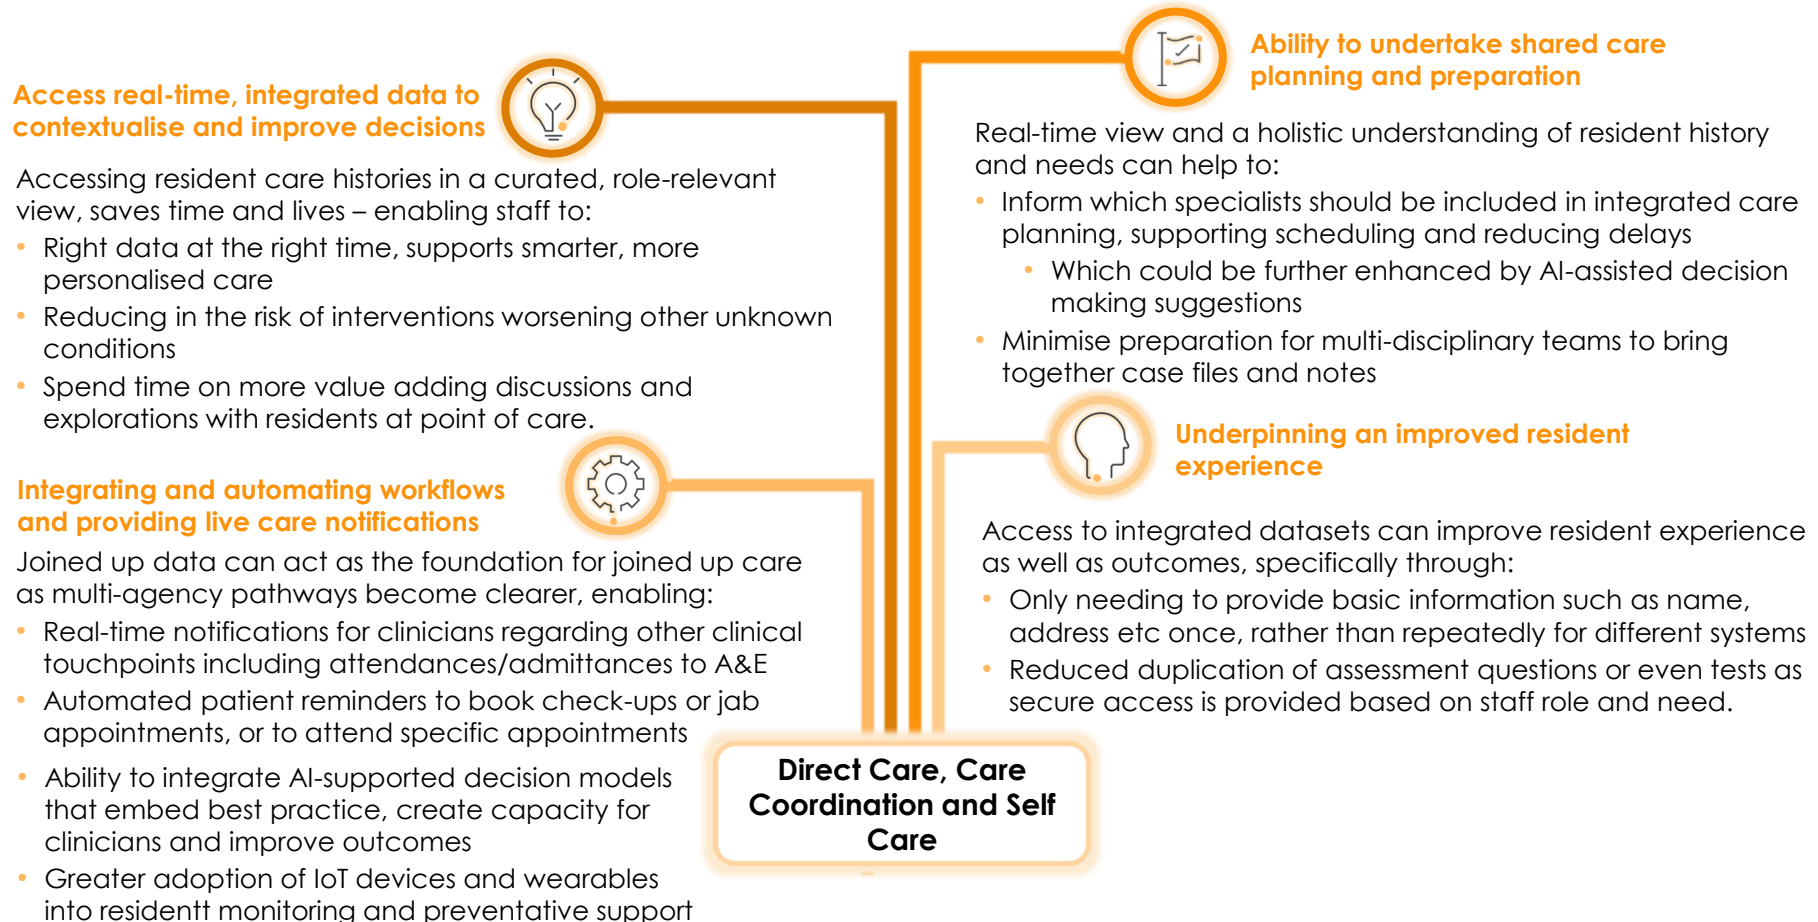 Access real-time, integrated data to
contextualise and improve decisions
Accessing resident care histories in a curated, role-relevant
view, saves time and lives – enabling staff to:
• Right data at the right time, supports smarter, more
personalised care
• Reducing in the risk of interventions worsening other unknown
conditions
• Spend time on more value adding discussions and
explorations with residents at point of care.
Integrating and automating workflows
and providing live care notifications
Joined up data can act as the foundation for joined up care
as multi-agency pathways become clearer, enabling:
• Real-time notifications for clinicians regarding other clinical
touchpoints including attendances/admittances to A&E
• Automated patient reminders to book check-ups or jab
appointments, or to attend specific appointments
• Ability to integrate AI-supported decision models
that embed best practice, create capacity for
clinicians and improve outcomes
• Greater adoption of IoT devices and wearables
into residentt monitoring and preventative support
Ability to undertake shared care
planning and preparation
Real-time view and a holistic understanding of resident history
and needs can help to:
• Inform which specialists should be included in integrated care
planning, supporting scheduling and reducing delays
• Which could be further enhanced by AI-assisted decision
making suggestions
• Minimise preparation for multi-disciplinary teams to bring
together case files and notes
Underpinning an improved resident
experience
Access to integrated datasets can improve resident experience
as well as outcomes, specifically through:
• Only needing to provide basic information such as name,
address etc once, rather than repeatedly for different systems
• Reduced duplication of assessment questions or even tests as
secure access is provided based on staff role and need.
Direct Care, Care
Coordination and Self
Care